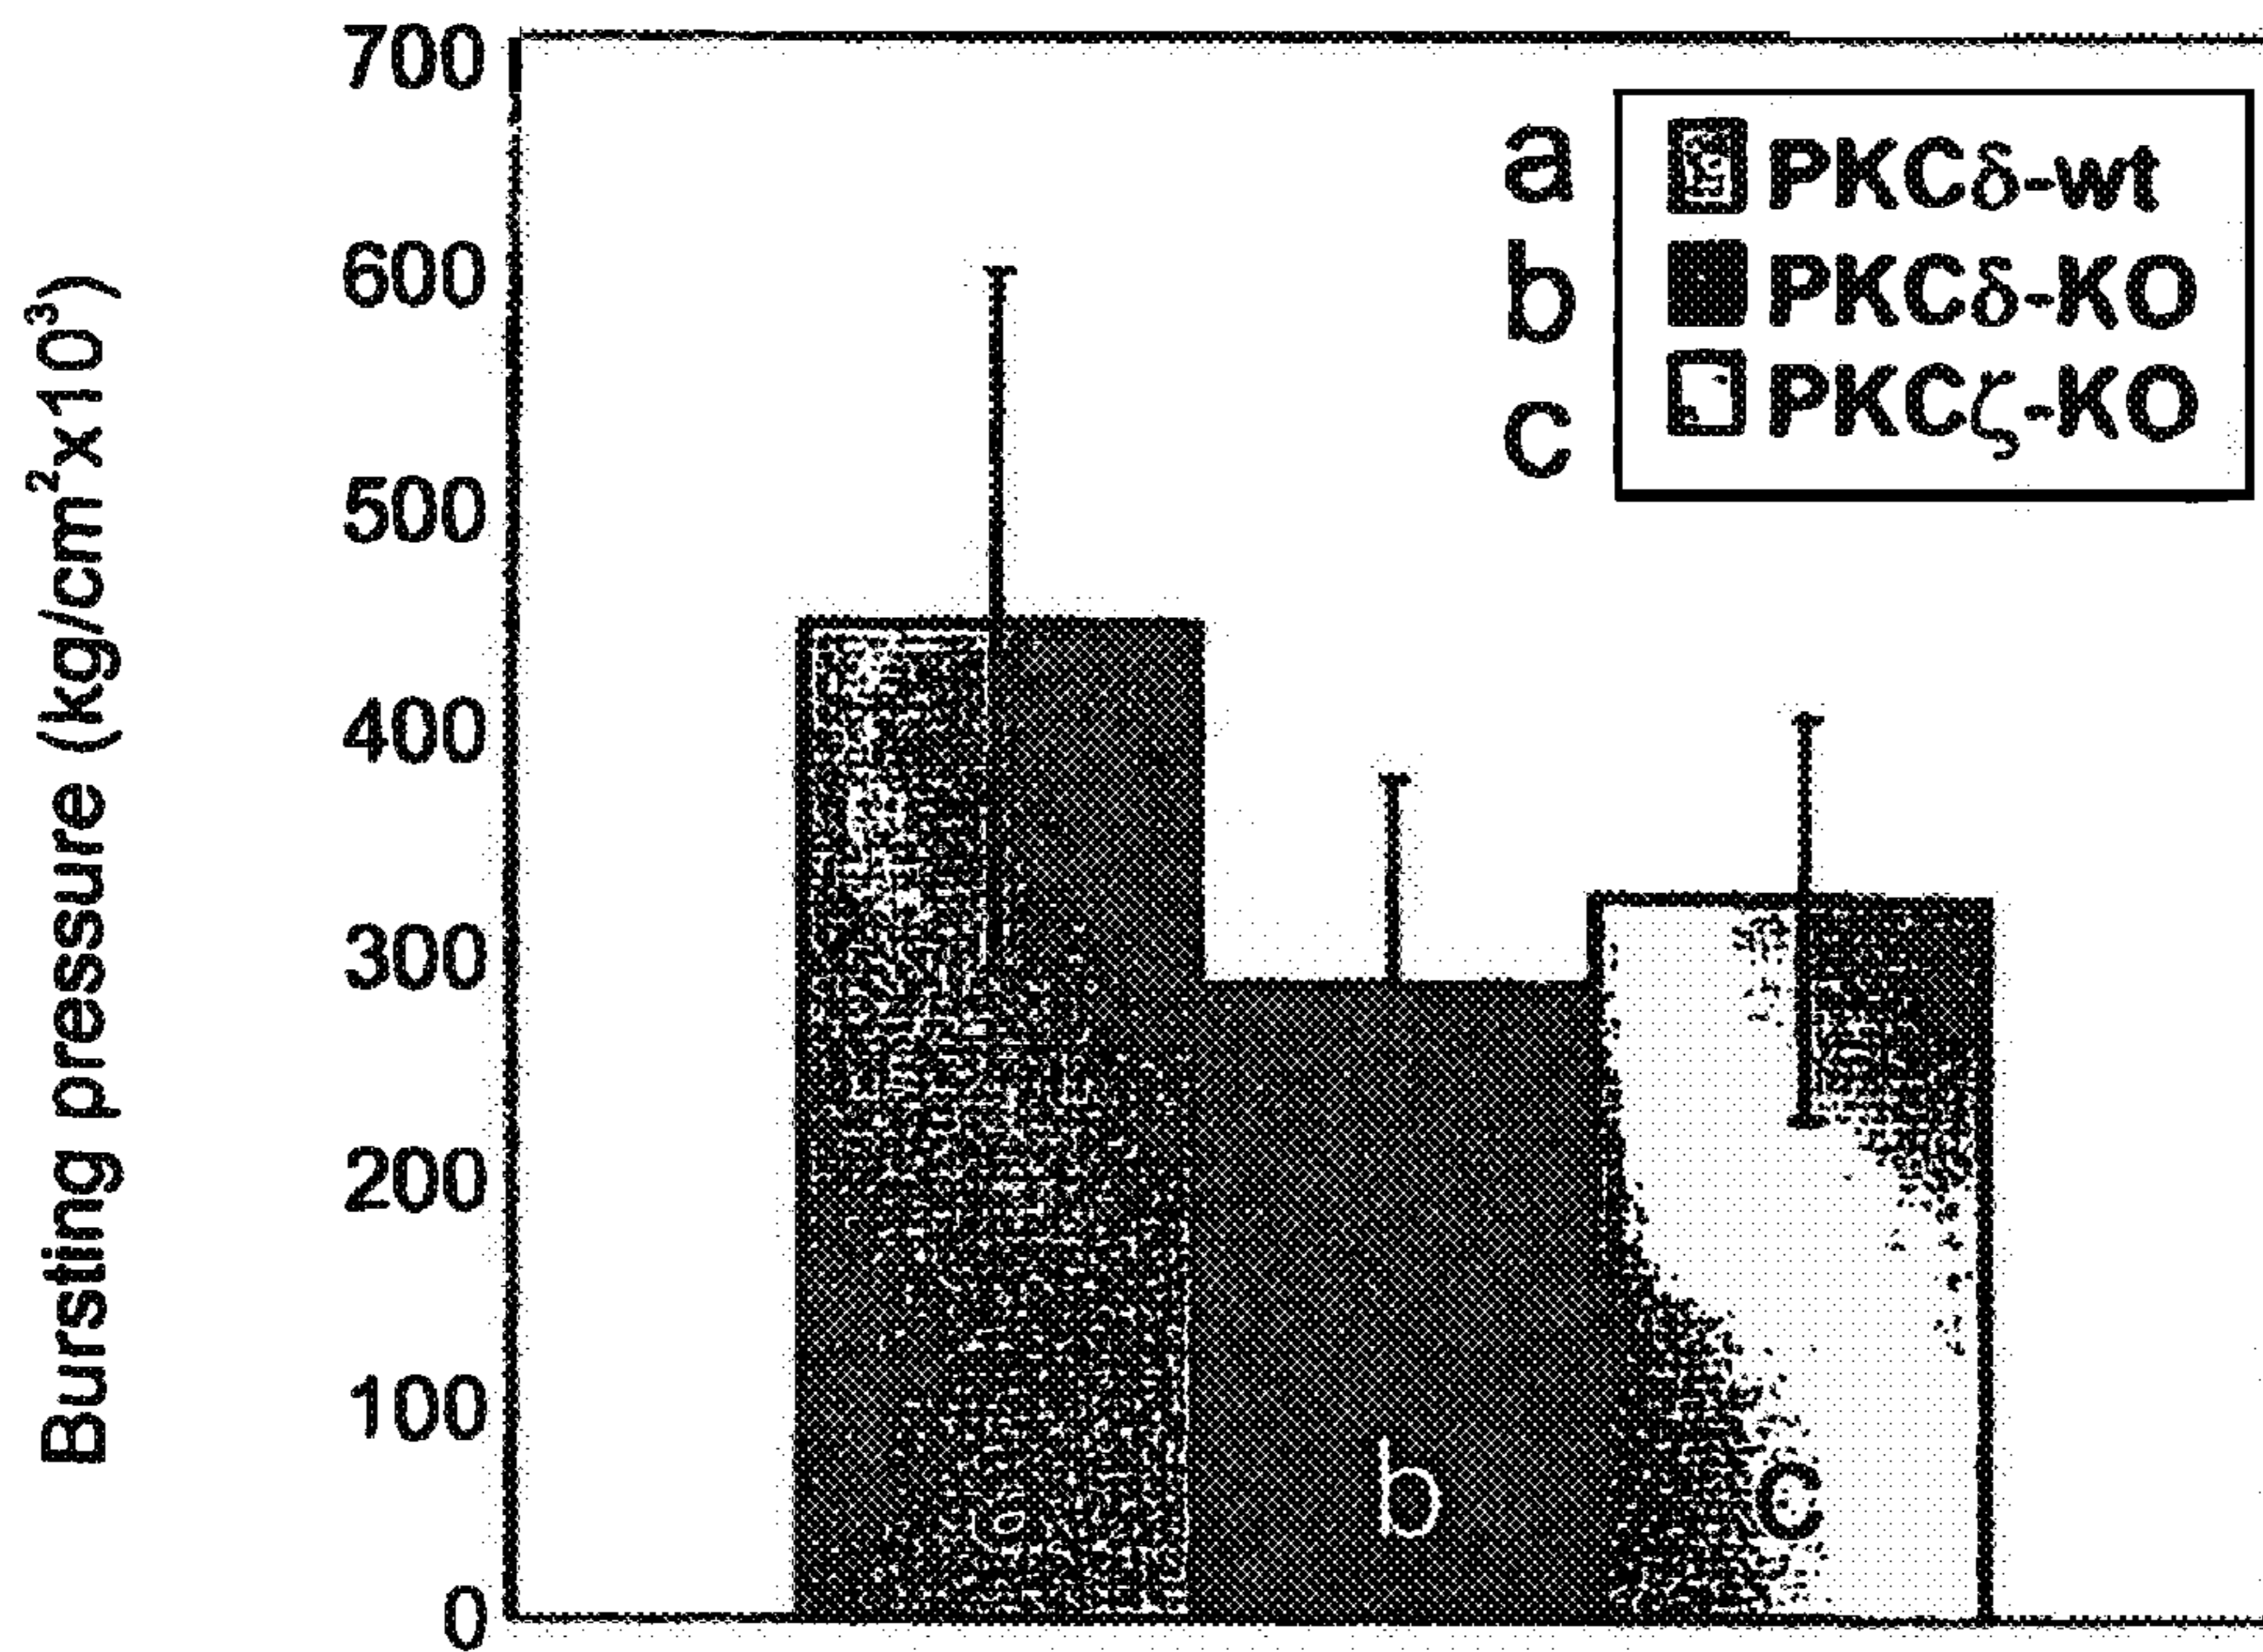 Bursting pressure (kg/cm²x10³)
700
600
500
400
300
200
100
0
a PKCδ-wt
b PKCδ-KO
c PKCζ-KO
a
b
c